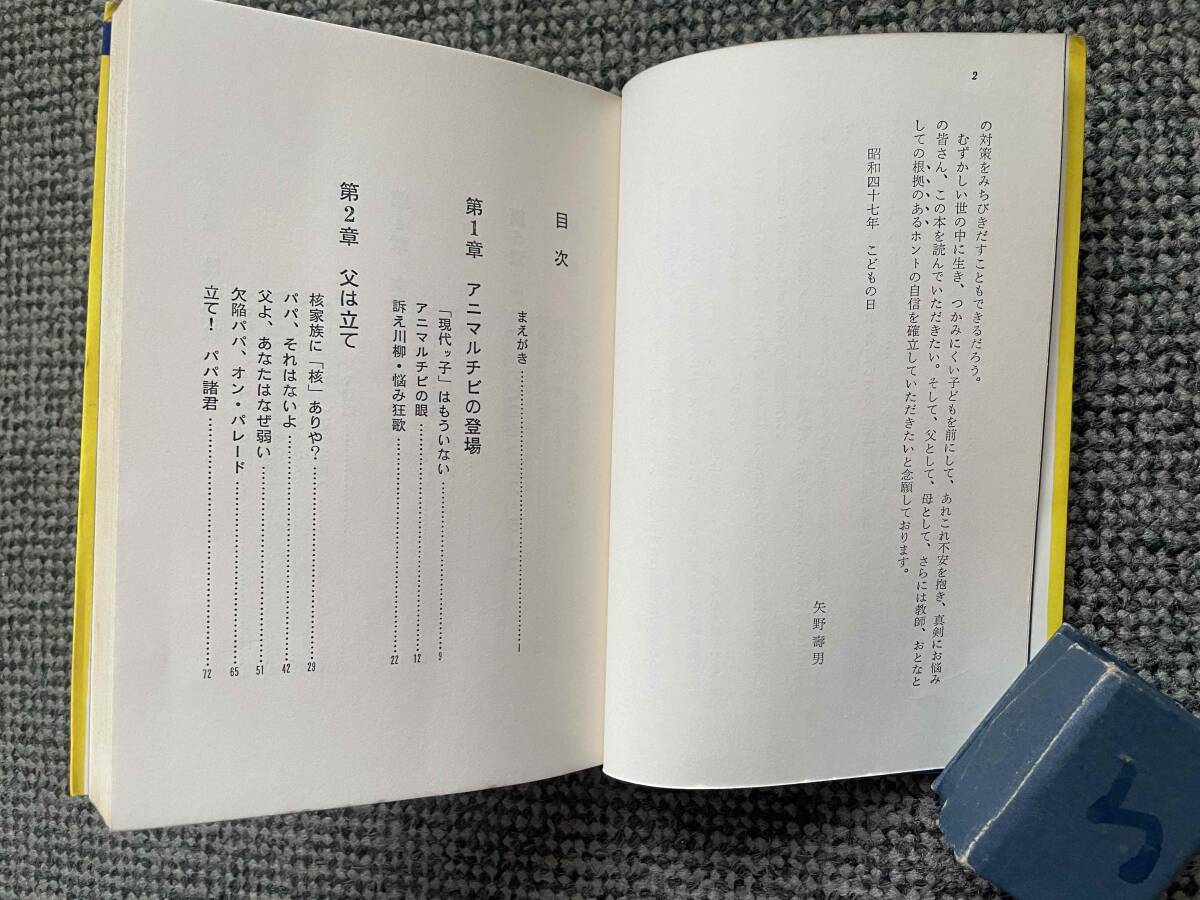 2
の対策をみちびきだすこともできるだろう。
むずかしい世の中に生き、つかみにくい子どもを前にして、あれこれ不安を抱き、真剣にお悩み
の皆さん、この本を読んでいただきたい。そして、父として、母として、さらには教師、おとなと
しての根拠のあるホントの自信を確立していただきたいと念願しております。
昭和四十七年 こどもの日
矢野壽男
目次
まえがき……………………1
第1章 アニマルチビの登場
「現代ッ子」はもういない……………………9
アニマルチビの眼……………………12
訴え川柳・悩み狂歌……………………22
第2章 父は立て
核家族に「核」ありや？……………………29
パパ、それはないよ……………………42
父よ、あなたはなぜ弱い……………………51
欠陥パパ、オン・パレード……………………65
立て！ パパ諸君……………………72